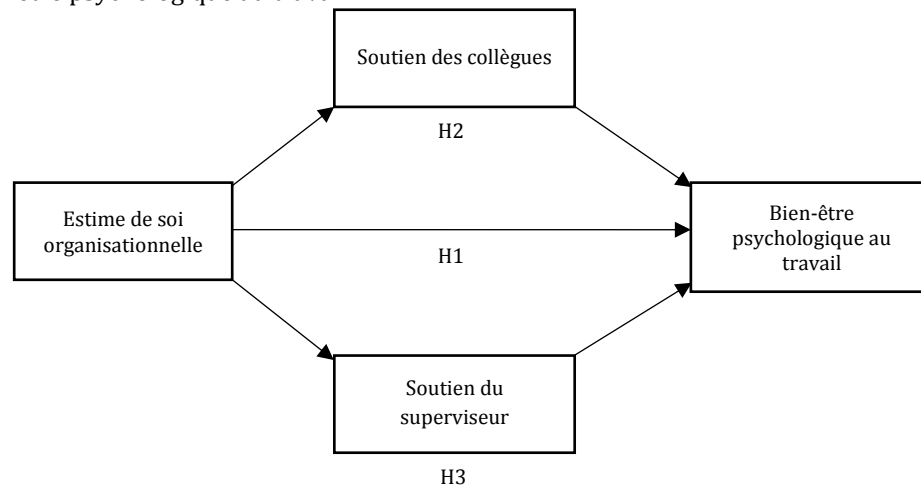 Soutien des collègues
H2
Estime de soi
organisationnelle
H1
Bien-être
psychologique au
travail
Soutien du
superviseur
H3